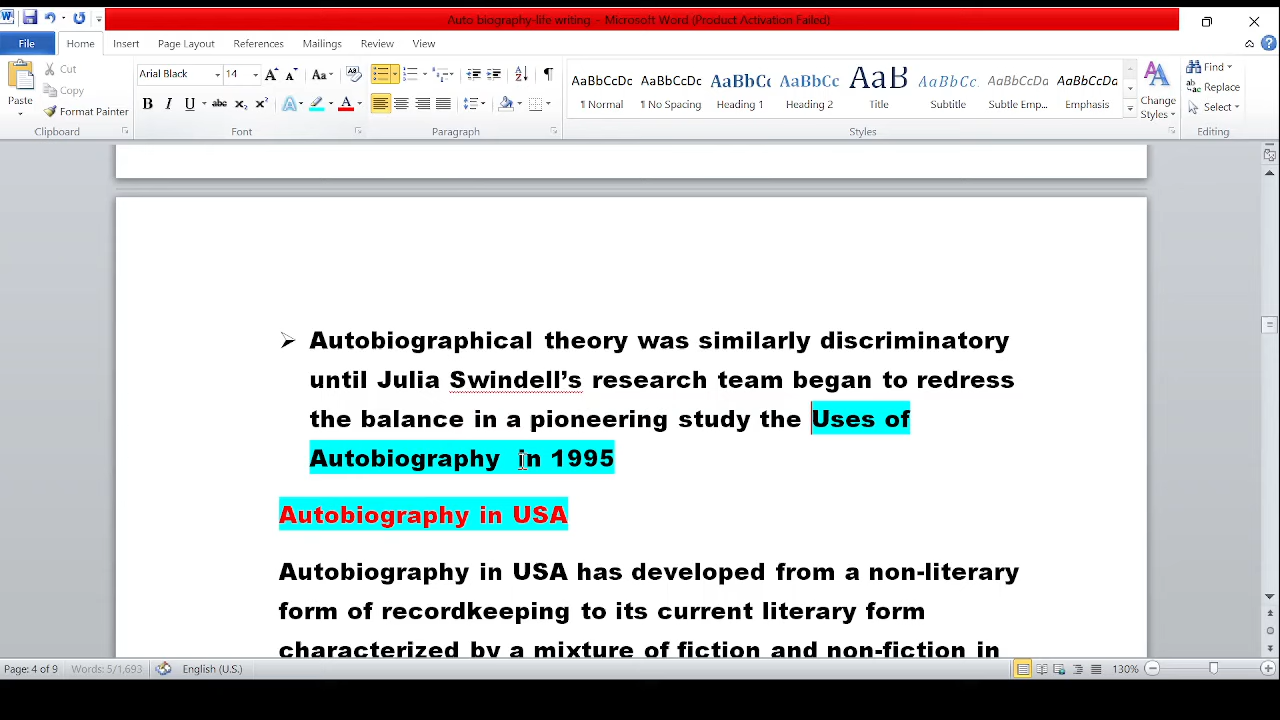 Auto biography-life writing - Microsoft Word (Product Activation Failed)
File Home Insert Page Layout References Mailings Review View
Paste
Cut
Copy
Format Painter
Clipboard
Arial Black 14
Font
Paragraph
AaBbCcDc AaBbCcDc AaBbCc AaBbCc AaB AaBbCc. AaBbCcDc AaBbCcDc
¶ Normal ¶ No Spacing Heading 1 Heading 2 Title Subtitle Subtle Em... Emphasis
Change Styles
Styles
Find
Replace
Select
Editing
➢ Autobiographical theory was similarly discriminatory
until Julia Swindell’s research team began to redress
the balance in a pioneering study the Uses of
Autobiography in 1995
Autobiography in USA
Autobiography in USA has developed from a non-literary
form of recordkeeping to its current literary form
characterized by a mixture of fiction and non-fiction in
Page: 4 of 9 Words: 5/1,693 English (U.S.) 130%